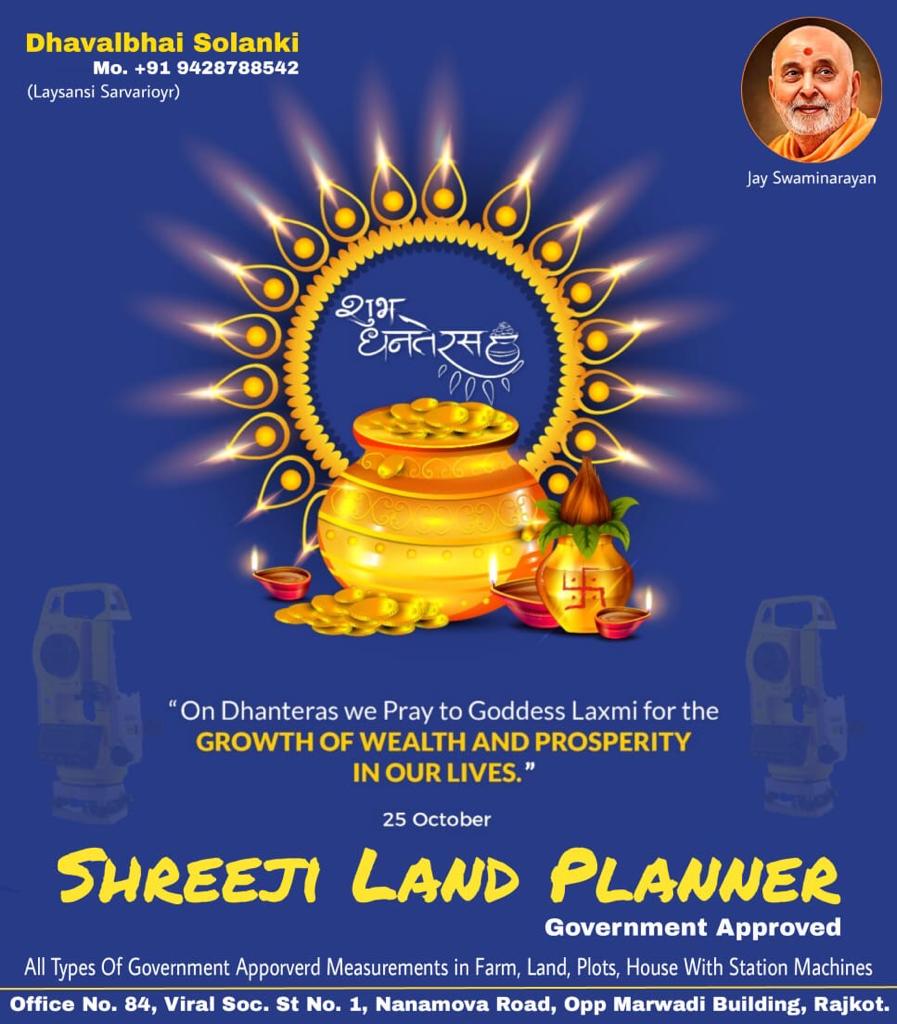 Dhavalbhai Solanki
Mo. +91 9428788542
(Laysansi Sarvarioyr)
Jay Swaminarayan
શુભ
ધનતેરસ
“On Dhanteras we Pray to Goddess Laxmi for the
GROWTH OF WEALTH AND PROSPERITY
IN OUR LIVES.”
25 October
SHREEJI LAND PLANNER
Government Approved
All Types Of Government Apporverd Measurements in Farm, Land, Plots, House With Station Machines
Office No. 84, Viral Soc. St No. 1, Nanamova Road, Opp Marwadi Building, Rajkot.